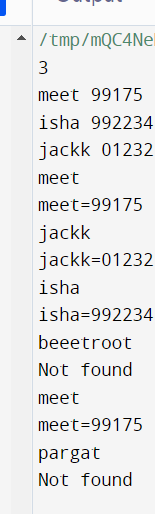 /tmp/mQC4Ne
3
meet 99175
isha 992234
jackk 01232
meet
meet=99175
jackk
jackk=01232
isha
isha=992234
beeetroot
Not found
meet
meet=99175
pargat
Not found